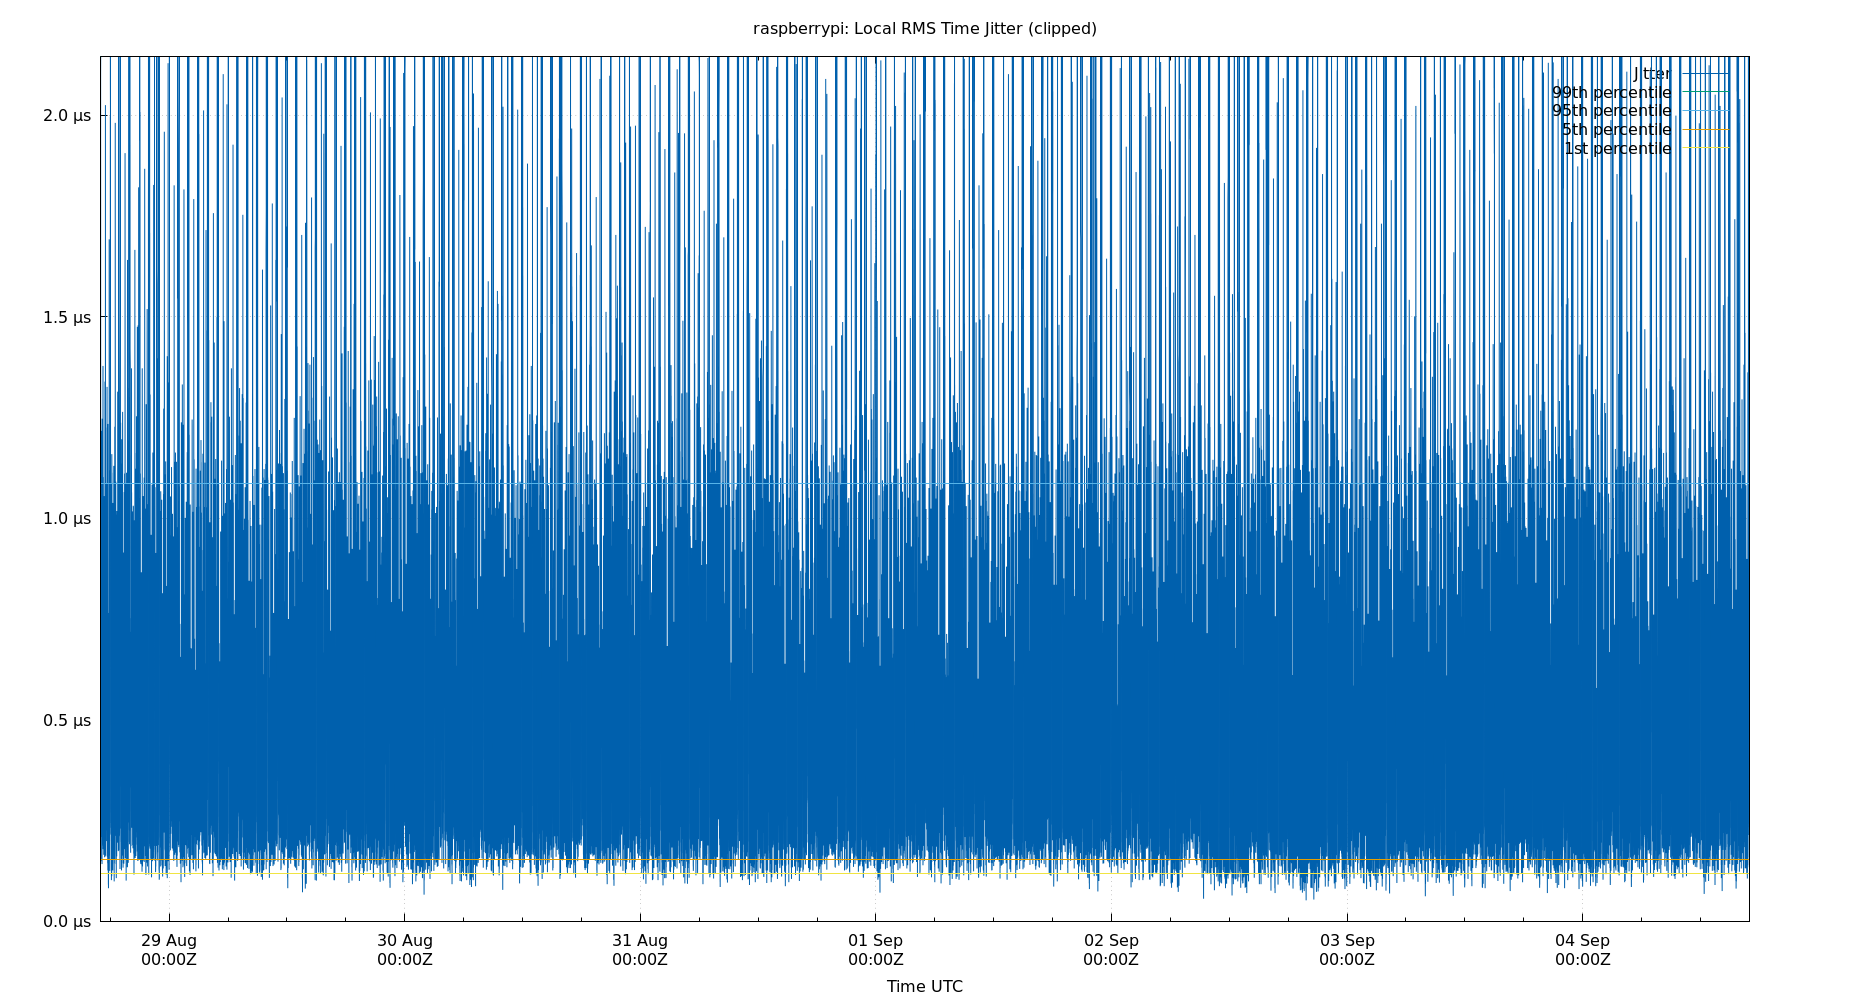 raspberrypi: Local RMS Time Jitter (clipped)
Jitter
99th percentile
95th percentile
5th percentile
1st percentile
2.0 µs
1.5 µs
1.0 µs
0.5 µs
0.0 µs
29 Aug 30 Aug 31 Aug 01 Sep 02 Sep 03 Sep 04 Sep
00:00Z 00:00Z 00:00Z 00:00Z 00:00Z 00:00Z 00:00Z
Time UTC